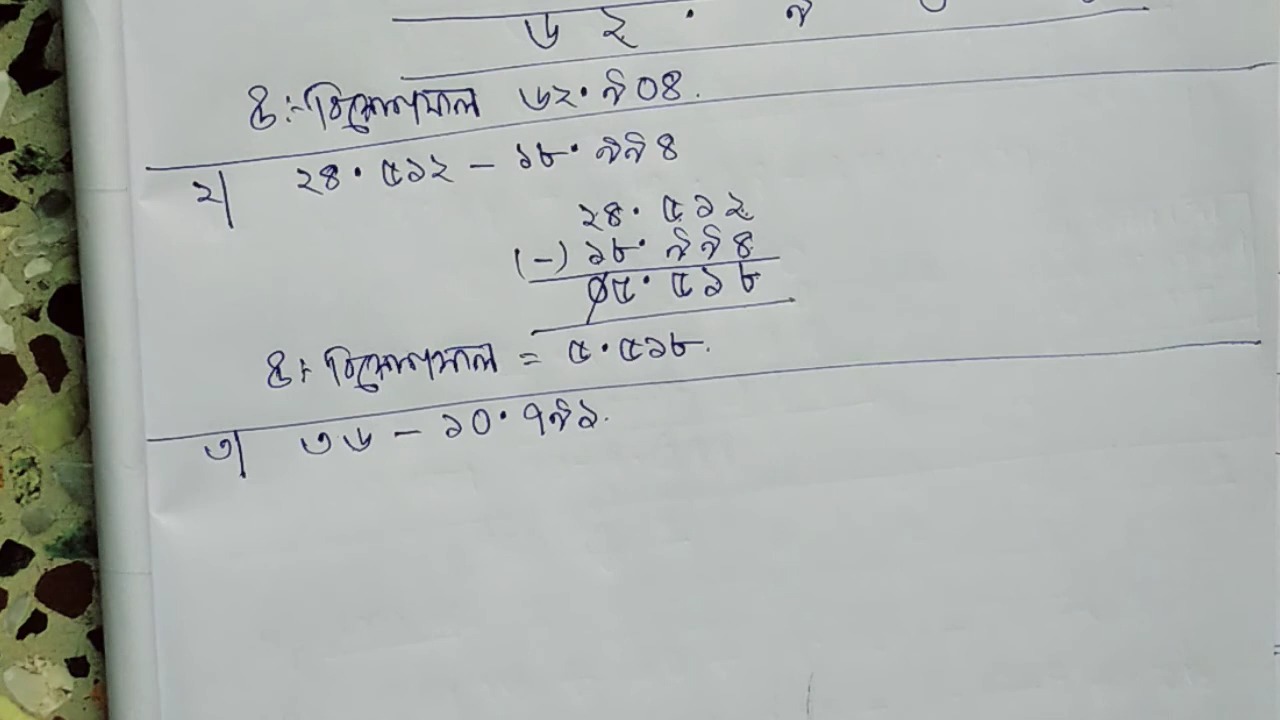 ৬২.৯
উঃ-বিয়োগফল ৬২.৯০৪.
২| ২৪.৫১২ – ১৮.৯৯৪
২৪.৫১২
(-) ১৮.৯৯৪
০৫.৫১৮
উঃ বিয়োগফল = ৫.৫১৮.
৩| ৩৬ – ১০.৭৯১.